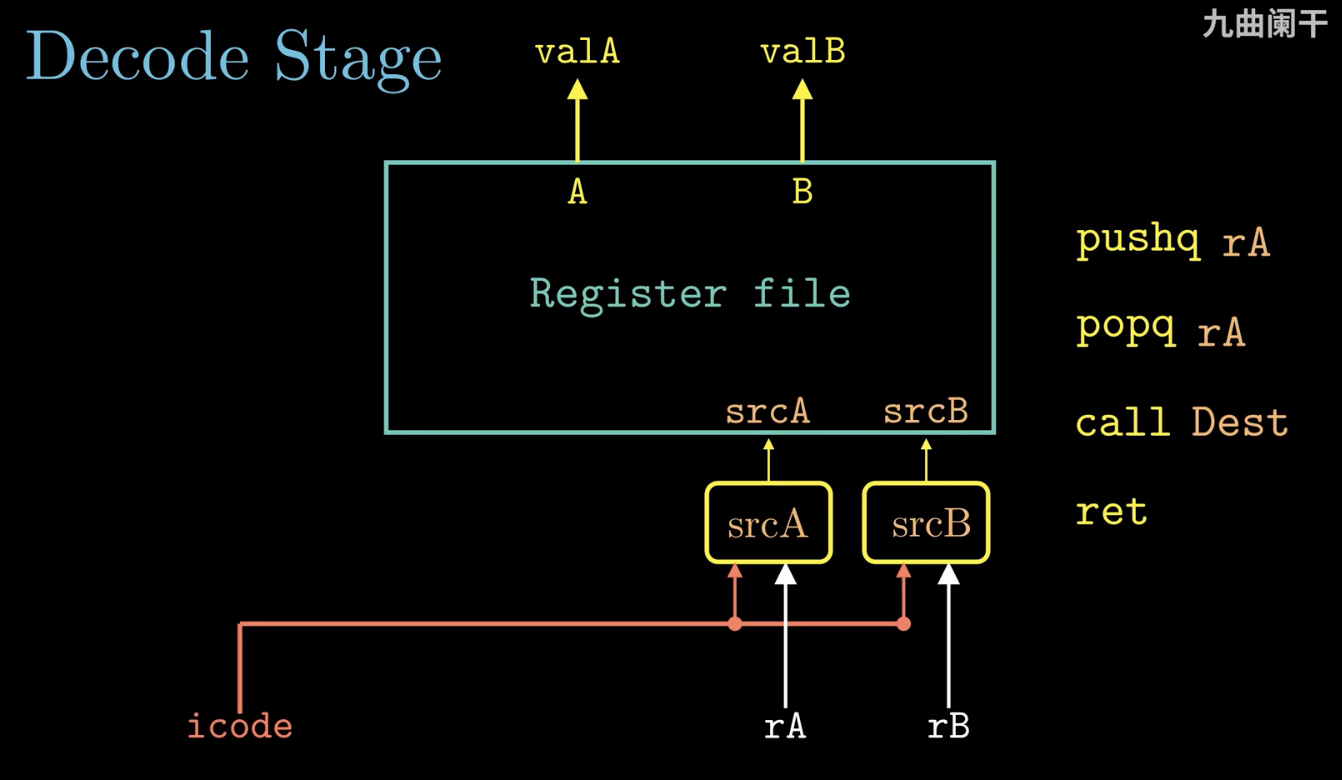 九曲阑干
Decode Stage
valA valB
A B
Register file
srcA srcB
srcA srcB
icode rA rB
pushq rA
popq rA
call Dest
ret